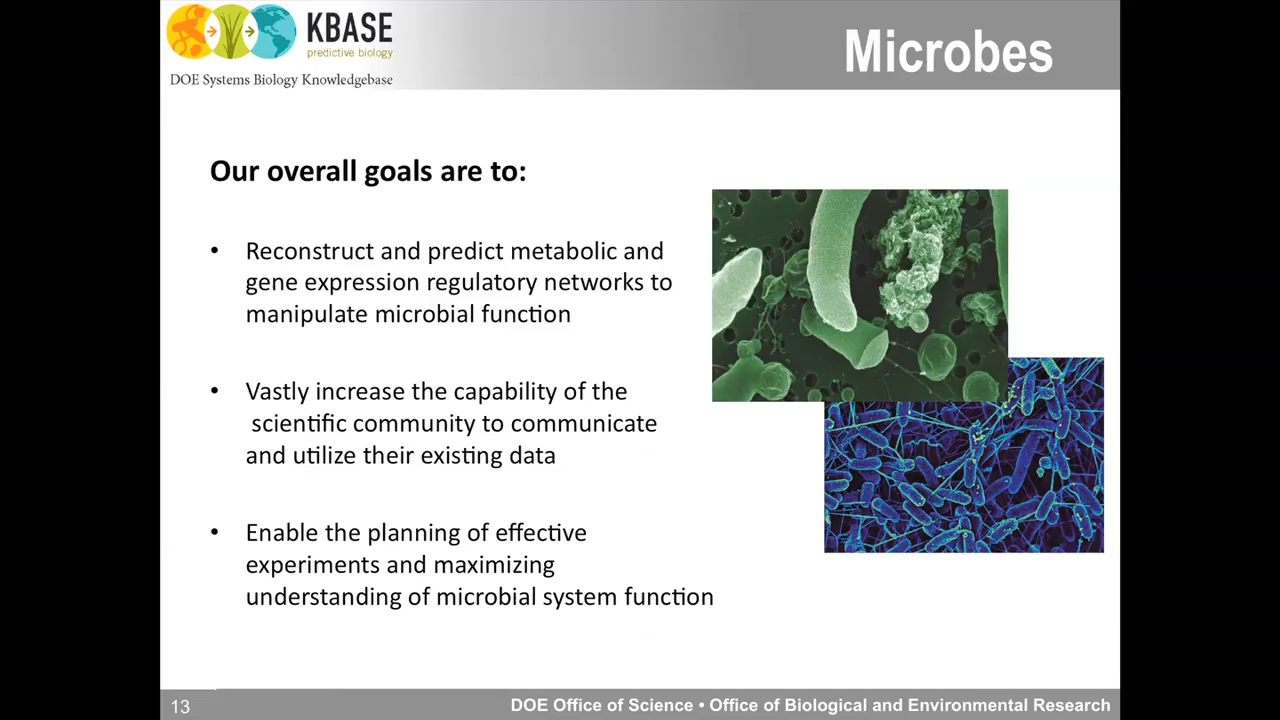 KBASE
predictive biology
DOE Systems Biology Knowledgebase
Microbes
Our overall goals are to:
• Reconstruct and predict metabolic and
gene expression regulatory networks to
manipulate microbial function
• Vastly increase the capability of the
scientific community to communicate
and utilize their existing data
• Enable the planning of effective
experiments and maximizing
understanding of microbial system function
13
DOE Office of Science • Office of Biological and Environmental Research